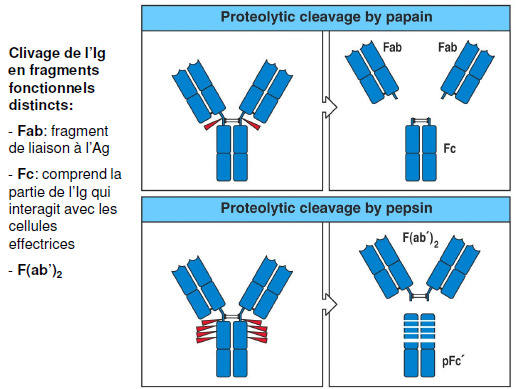 Clivage de l'Ig
en fragments
fonctionnels
distincts:
- Fab: fragment
de liaison à l'Ag
- Fc: comprend la
partie de l'Ig qui
interagit avec les
cellules
effectrices
- F(ab')2
Proteolytic cleavage by papain
Fab
Fab
Fc
Proteolytic cleavage by pepsin
F(ab´)2
pFc´